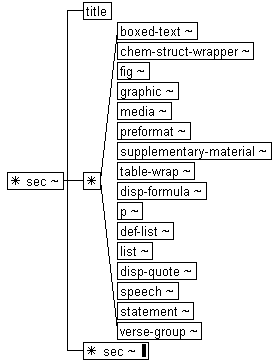 title
boxed-text ~
chem-struct-wrapper ~
fig ~
graphic ~
media ~
preformat ~
supplementary-material ~
table-wrap ~
disp-formula ~
p ~
def-list ~
list ~
disp-quote ~
speech ~
statement ~
verse-group ~
* sec ~
*
* sec ~